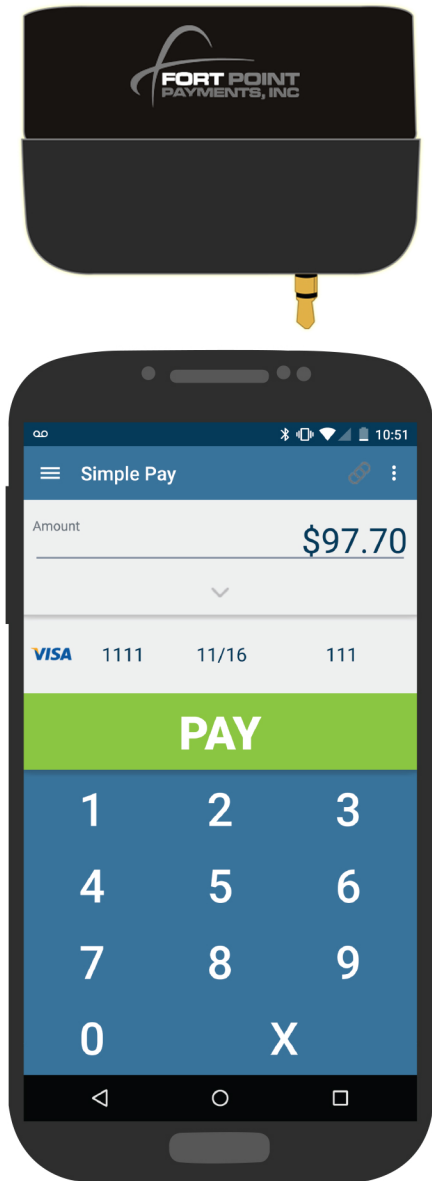 FORT POINT
PAYMENTS, INC
10:51
Simple Pay
Amount
$97.70
VISA 1111 11/16 111
PAY
1 2 3
4 5 6
7 8 9
0 X